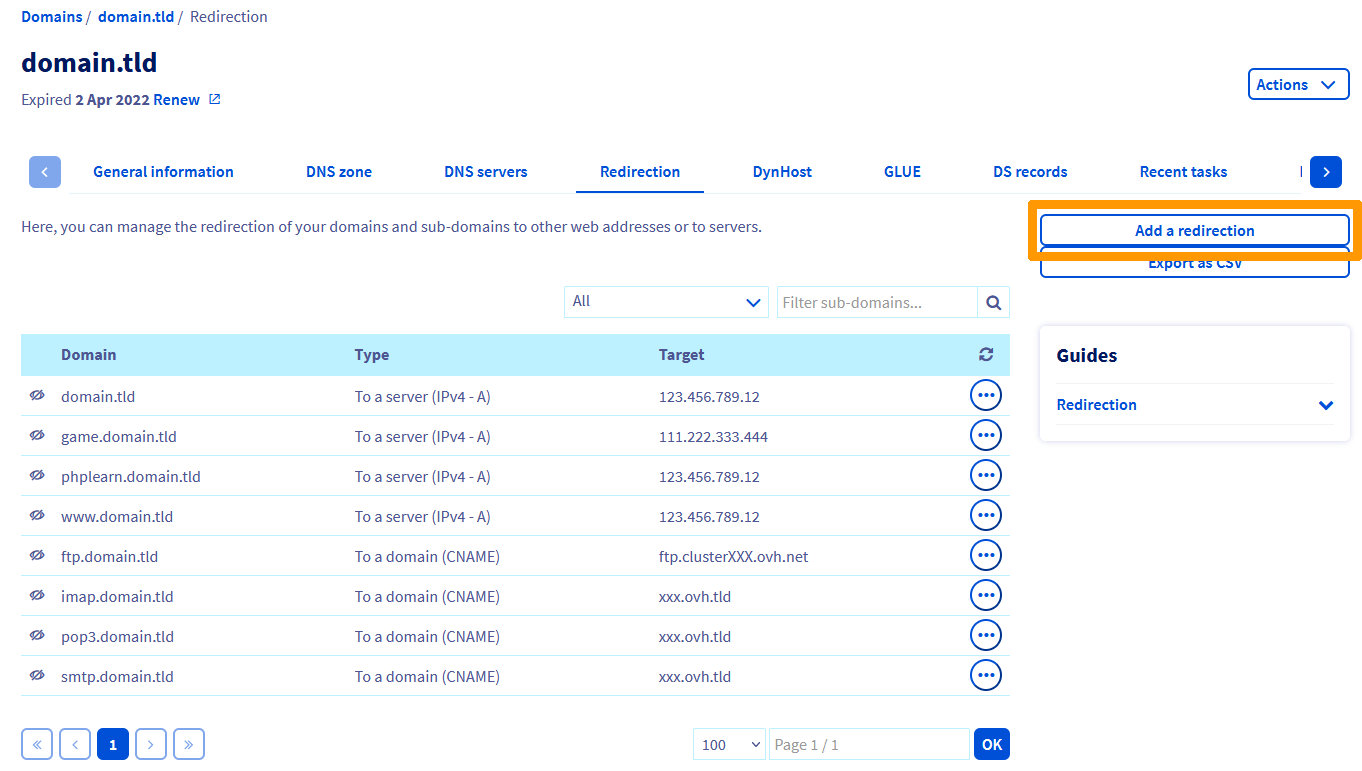 Domains / domain.tld / Redirection
domain.tld
Expired 2 Apr 2022 Renew
Actions
General information DNS zone DNS servers Redirection DynHost GLUE DS records Recent tasks
Here, you can manage the redirection of your domains and sub-domains to other web addresses or to servers.
Add a redirection
Export as CSV
All Filter sub-domains...
Domain Type Target
domain.tld To a server (IPv4 - A) 123.456.789.12
game.domain.tld To a server (IPv4 - A) 111.222.333.444
phplearn.domain.tld To a server (IPv4 - A) 123.456.789.12
www.domain.tld To a server (IPv4 - A) 123.456.789.12
ftp.domain.tld To a domain (CNAME) ftp.clusterXXX.ovh.net
imap.domain.tld To a domain (CNAME) xxx.ovh.tld
pop3.domain.tld To a domain (CNAME) xxx.ovh.tld
smtp.domain.tld To a domain (CNAME) xxx.ovh.tld
Guides
Redirection
« ‹ 1 › » 100 Page 1 / 1 OK